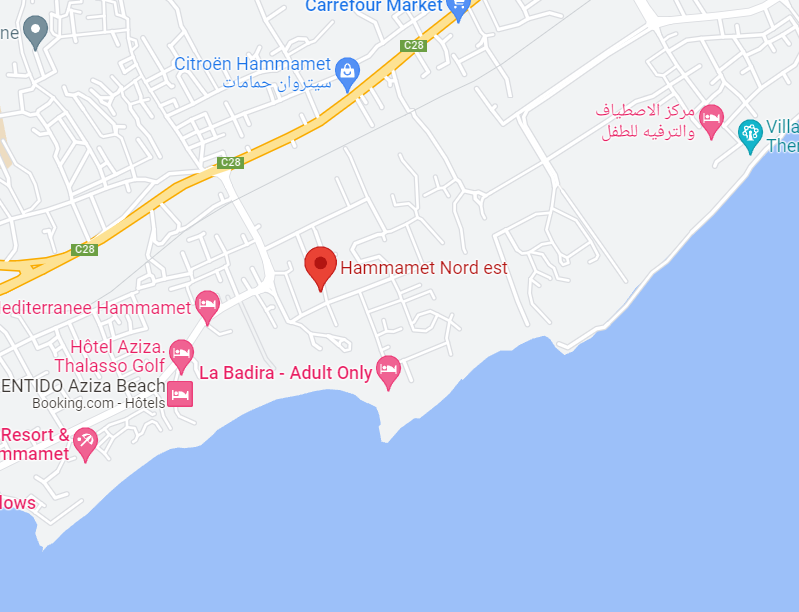 Carrefour Market
ne
C28
Citroën Hammamet
سيتروان حمامات
مركز الاصطياف
والترفيه للطفل
Villa
Ther
C28
C28
Hammamet Nord est
lediterranee Hammamet
Hôtel Aziza.
Thalasso Golf
La Badira - Adult Only
ENTIDO Aziza Beach
Booking.com - Hôtels
Resort &
mmamet
lows